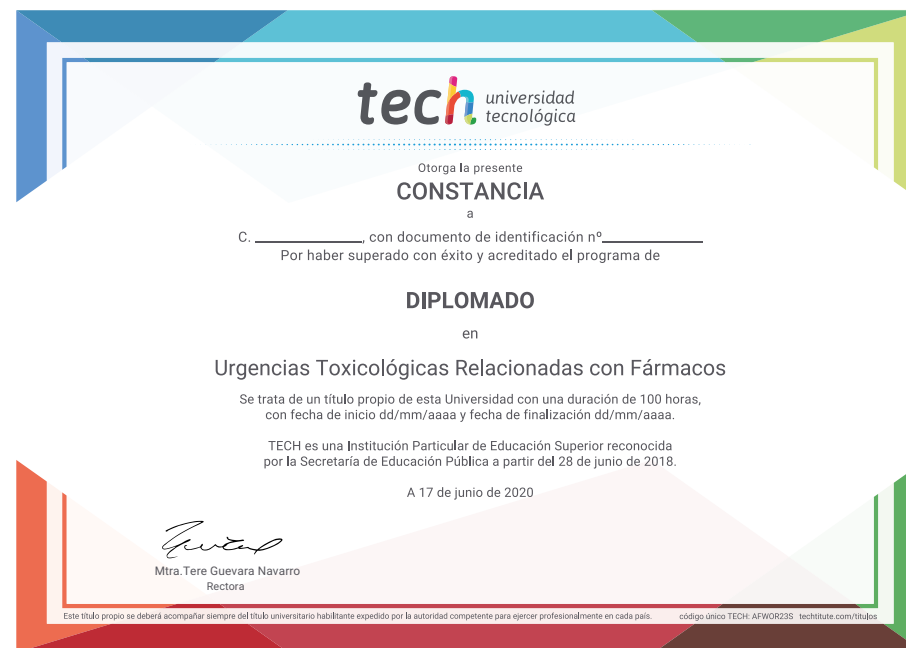 tech universidad
tecnológica
Otorga la presente
CONSTANCIA
a
C. ____________, con documento de identificación nº____________
Por haber superado con éxito y acreditado el programa de
DIPLOMADO
en
Urgencias Toxicológicas Relacionadas con Fármacos
Se trata de un título propio de esta Universidad con una duración de 100 horas,
con fecha de inicio dd/mm/aaaa y fecha de finalización dd/mm/aaaa.
TECH es una Institución Particular de Educación Superior reconocida
por la Secretaría de Educación Pública a partir del 28 de junio de 2018.
A 17 de junio de 2020
Mtra.Tere Guevara Navarro
Rectora
Este título propio se deberá acompañar siempre del título universitario habilitante expedido por la autoridad competente para ejercer profesionalmente en cada país. código único TECH: AFWOR23S techtitute.com/titulos